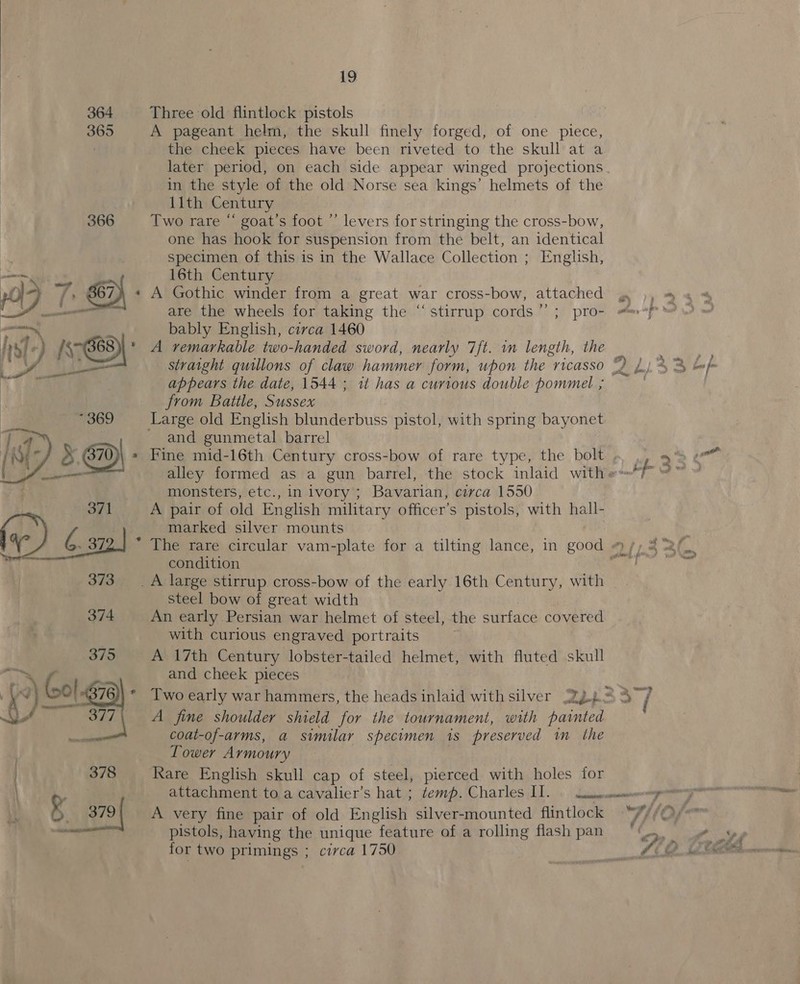 19
364 Three old flintlock pistols
365 A pageant helm, the skull finely forged, of one piece,
the cheek pieces have been riveted to the skull at a
later period, on each side appear winged projections
in the style of the old Norse sea kings’ helmets of the
11th Century
366 Two rare “ goat’s foot ” levers for stringing the cross-bow,
one has hook for suspension from the belt, an identical
specimen of this is in the Wallace Collection ; English,
16th Century
367 A Gothic winder from a great war cross-bow, attached
are the wheels for taking the “ stirrup cords ” ; pro-
bably English, circa 1460
368 A remarkable two-handed sword, nearly 7ft. in length, the
straight quillons of claw hammer form, upon the ricasso
appears the date, 1544 ; it has a curious double pommel ;
from Battle, Sussex
369 Large old English blunderbuss pistol, with spring bayonet
and gunmetal barrel
370 Fine mid-16th Century cross-bow of rare type, the bolt
alley formed as a gun barrel, the stock inlaid with
monsters, etc., in ivory ; Bavarian, circa 1550
371 A pair of old English military officer’s pistols, with hall-
marked silver mounts
372 The rare circular vam-plate for a tilting lance, in good
condition
373 A large stirrup cross-bow of the early 16th Century, with
steel bow of great width
374 An early Persian war helmet of steel, the surface covered
with curious engraved portraits
375 A 17th Century lobster-tailed helmet, with fluted skull
and cheek pieces
376 Two early war hammers, the heads inlaid with silver
377 A fine shoulder shield for the tournament, with painted
coat-of-arms, a similar specimen is preserved in the
Tower Armoury
378 Rare English skull cap of steel, pierced with holes for
attachment to a cavalier’s hat ; temp. Charles II.
379 A very fine pair of old English silver-mounted flintlock
pistols, having the unique feature of a rolling flash pan
for two primings ; circa 1750